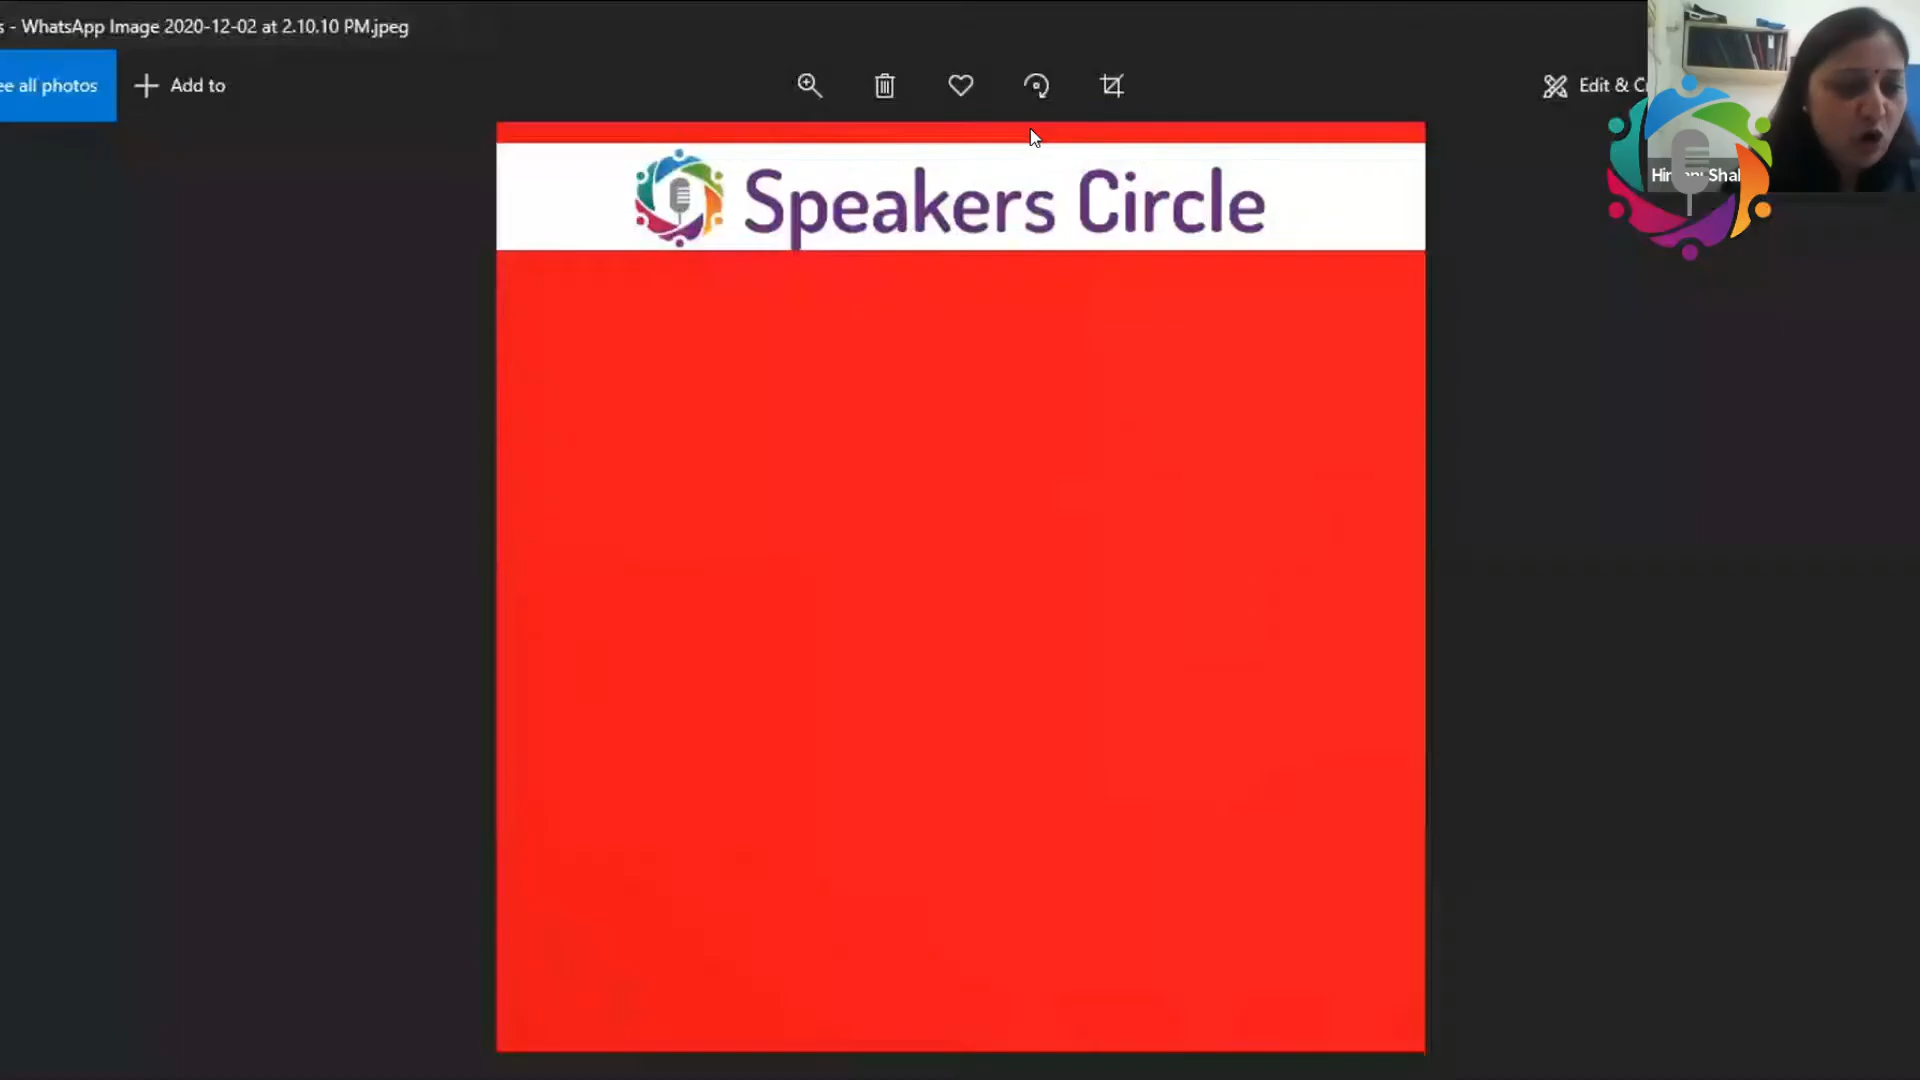 s - WhatsApp Image 2020-12-02 at 2.10.10 PM.jpeg
ee all photos
Add to
Edit & C
Speakers Circle